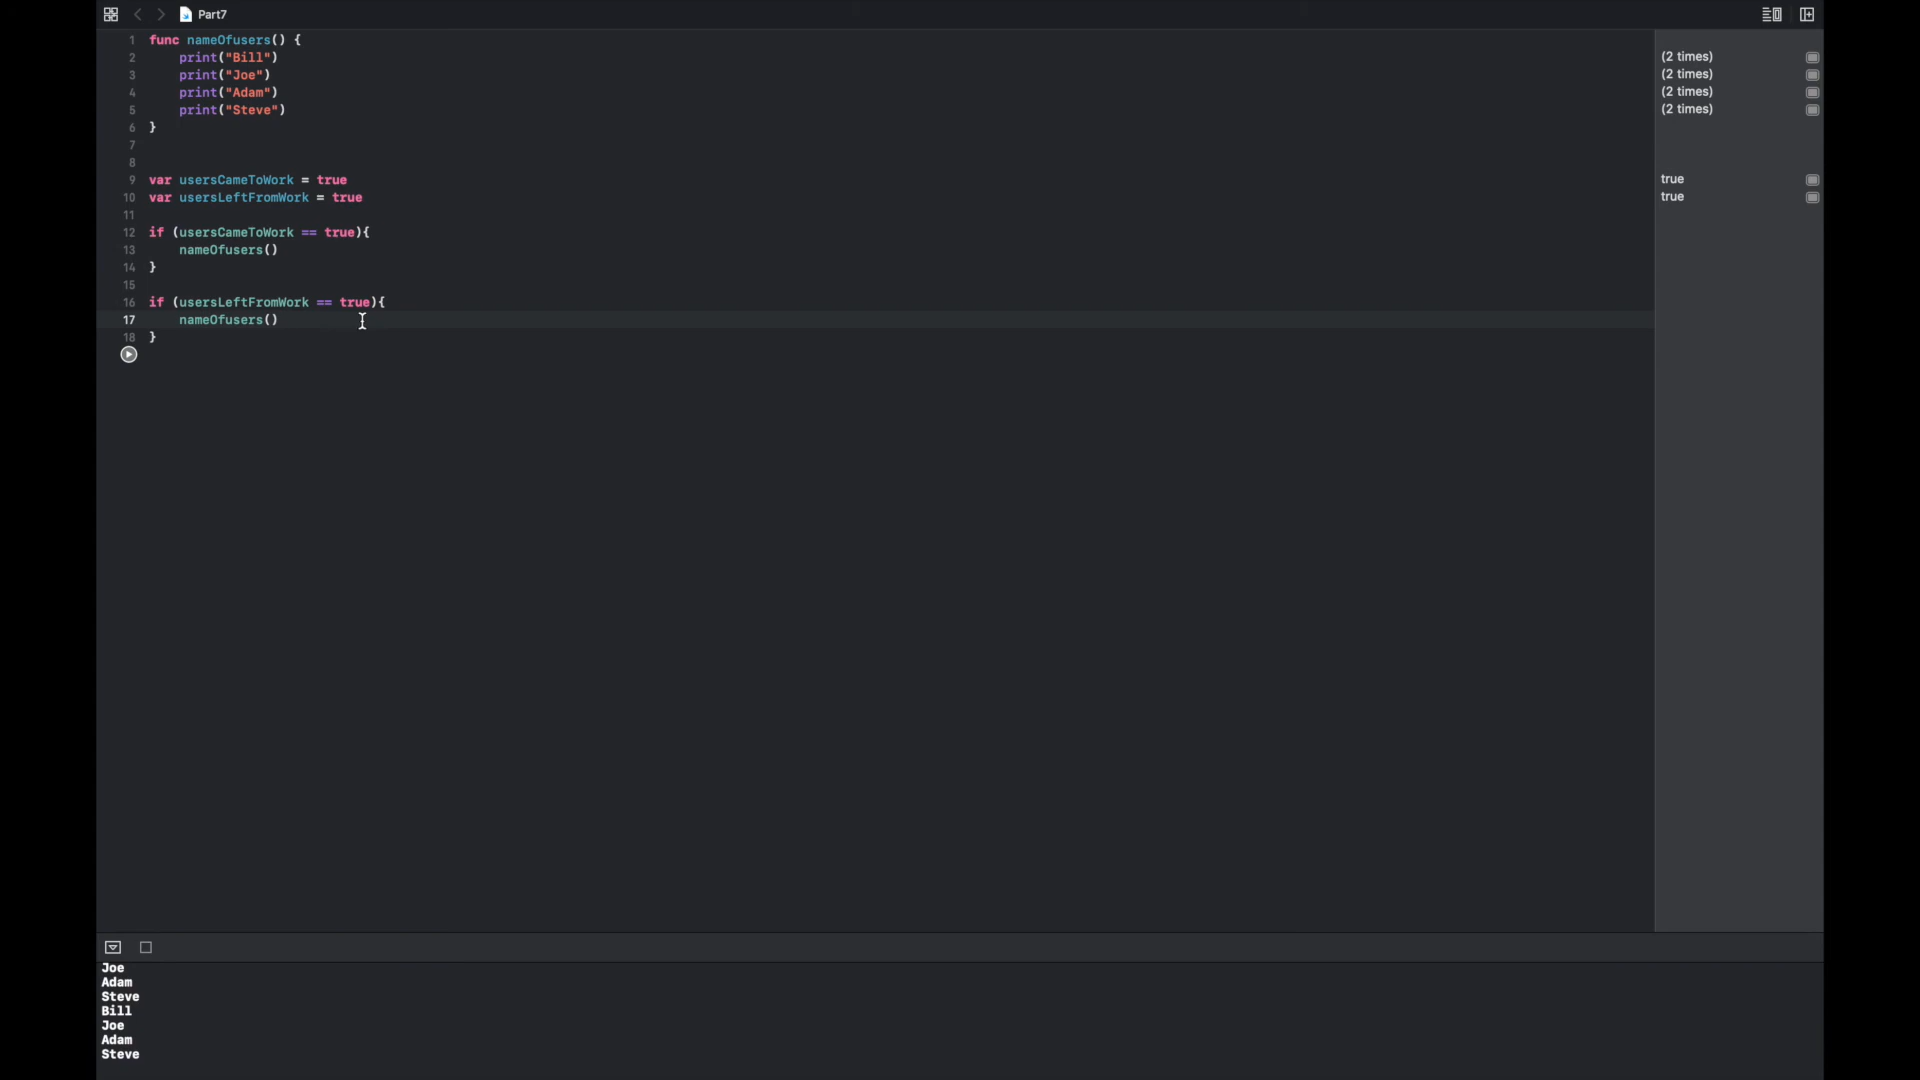 Part7
1 func nameOfusers() {
2 print("Bill")
3 print("Joe")
4 print("Adam")
5 print("Steve")
6 }
7
8
9 var usersCameToWork = true
10 var usersLeftFromWork = true
11
12 if (usersCameToWork == true){
13 nameOfusers()
14 }
15
16 if (usersLeftFromWork == true){
17 nameOfusers()
18 }
(2 times)
(2 times)
(2 times)
(2 times)
true
true
Joe
Adam
Steve
Bill
Joe
Adam
Steve